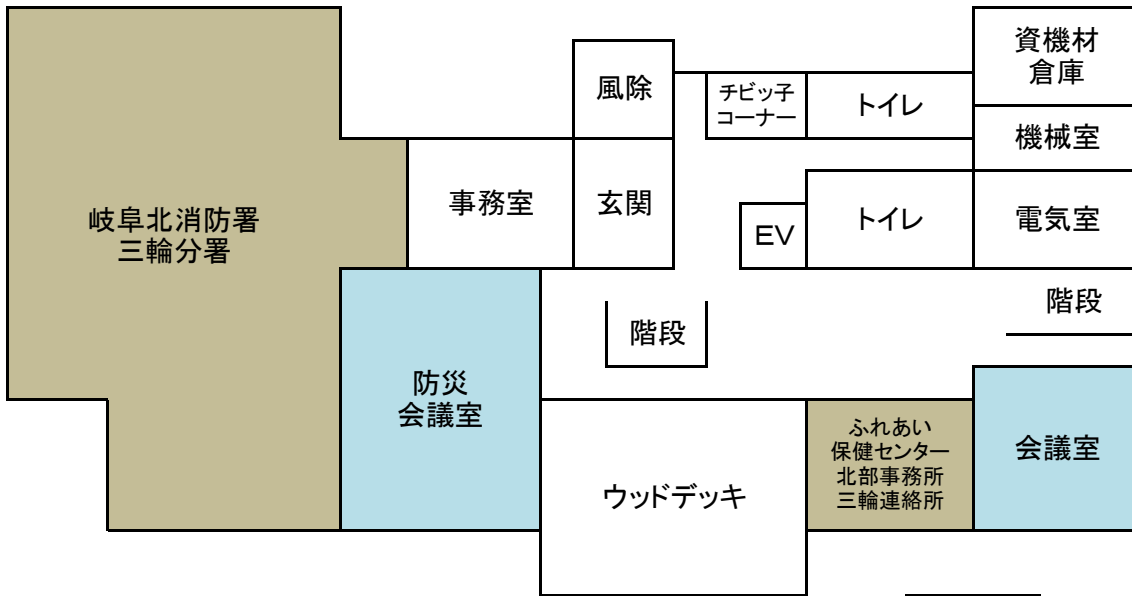 資機材
倉庫
風除
チビッ子
コーナー
トイレ
機械室
岐阜北消防署
三輪分署
事務室
玄関
EV
トイレ
電気室
階段
階段
防災
会議室
ふれあい
保健センター
北部事務所
三輪連絡所
会議室
ウッドデッキ